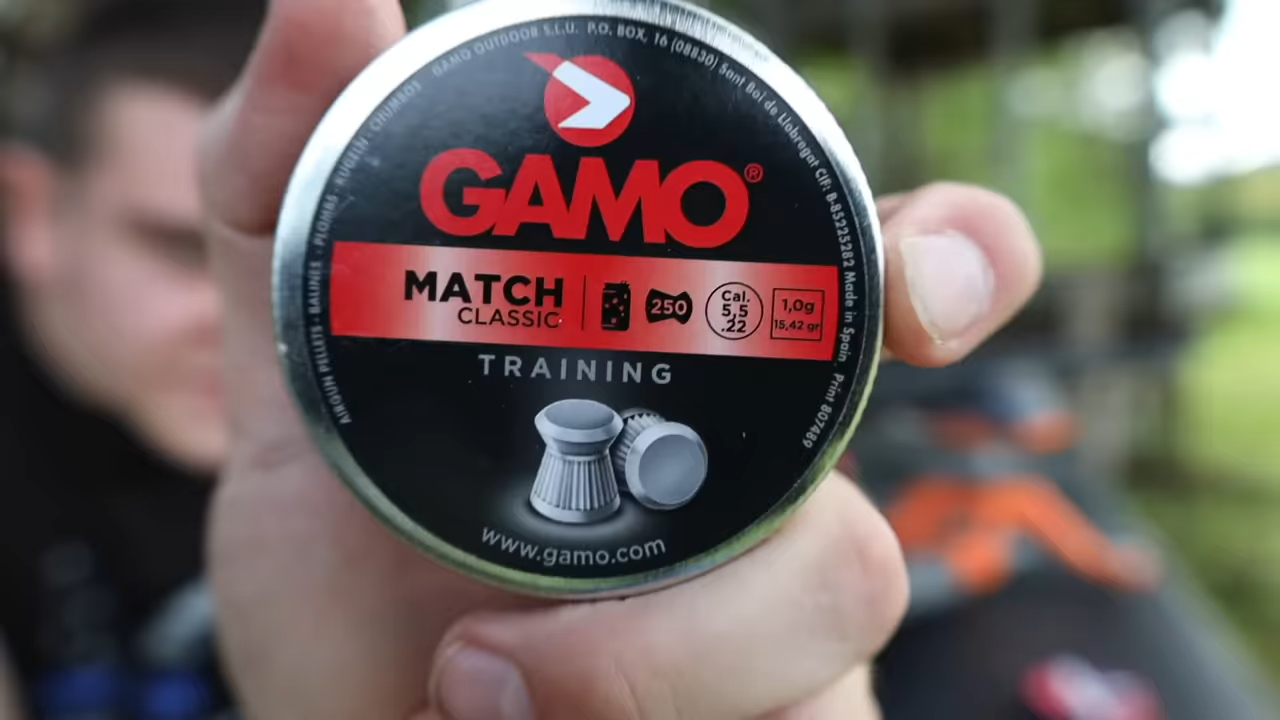 AIRGUN PELLETS · BALINES · PLOMBS · KUGELN · CHUMBOS
GAMO OUTDOOR S.L.U. P.O. BOX, 16 (08830) Sant Boi de Llobregat CIF: B-85225282 Made in Spain. Print 807489
GAMO®
MATCH
CLASSIC
250
Cal.
5,5
.22
1,0g
15,42 gr
TRAINING
www.gamo.com